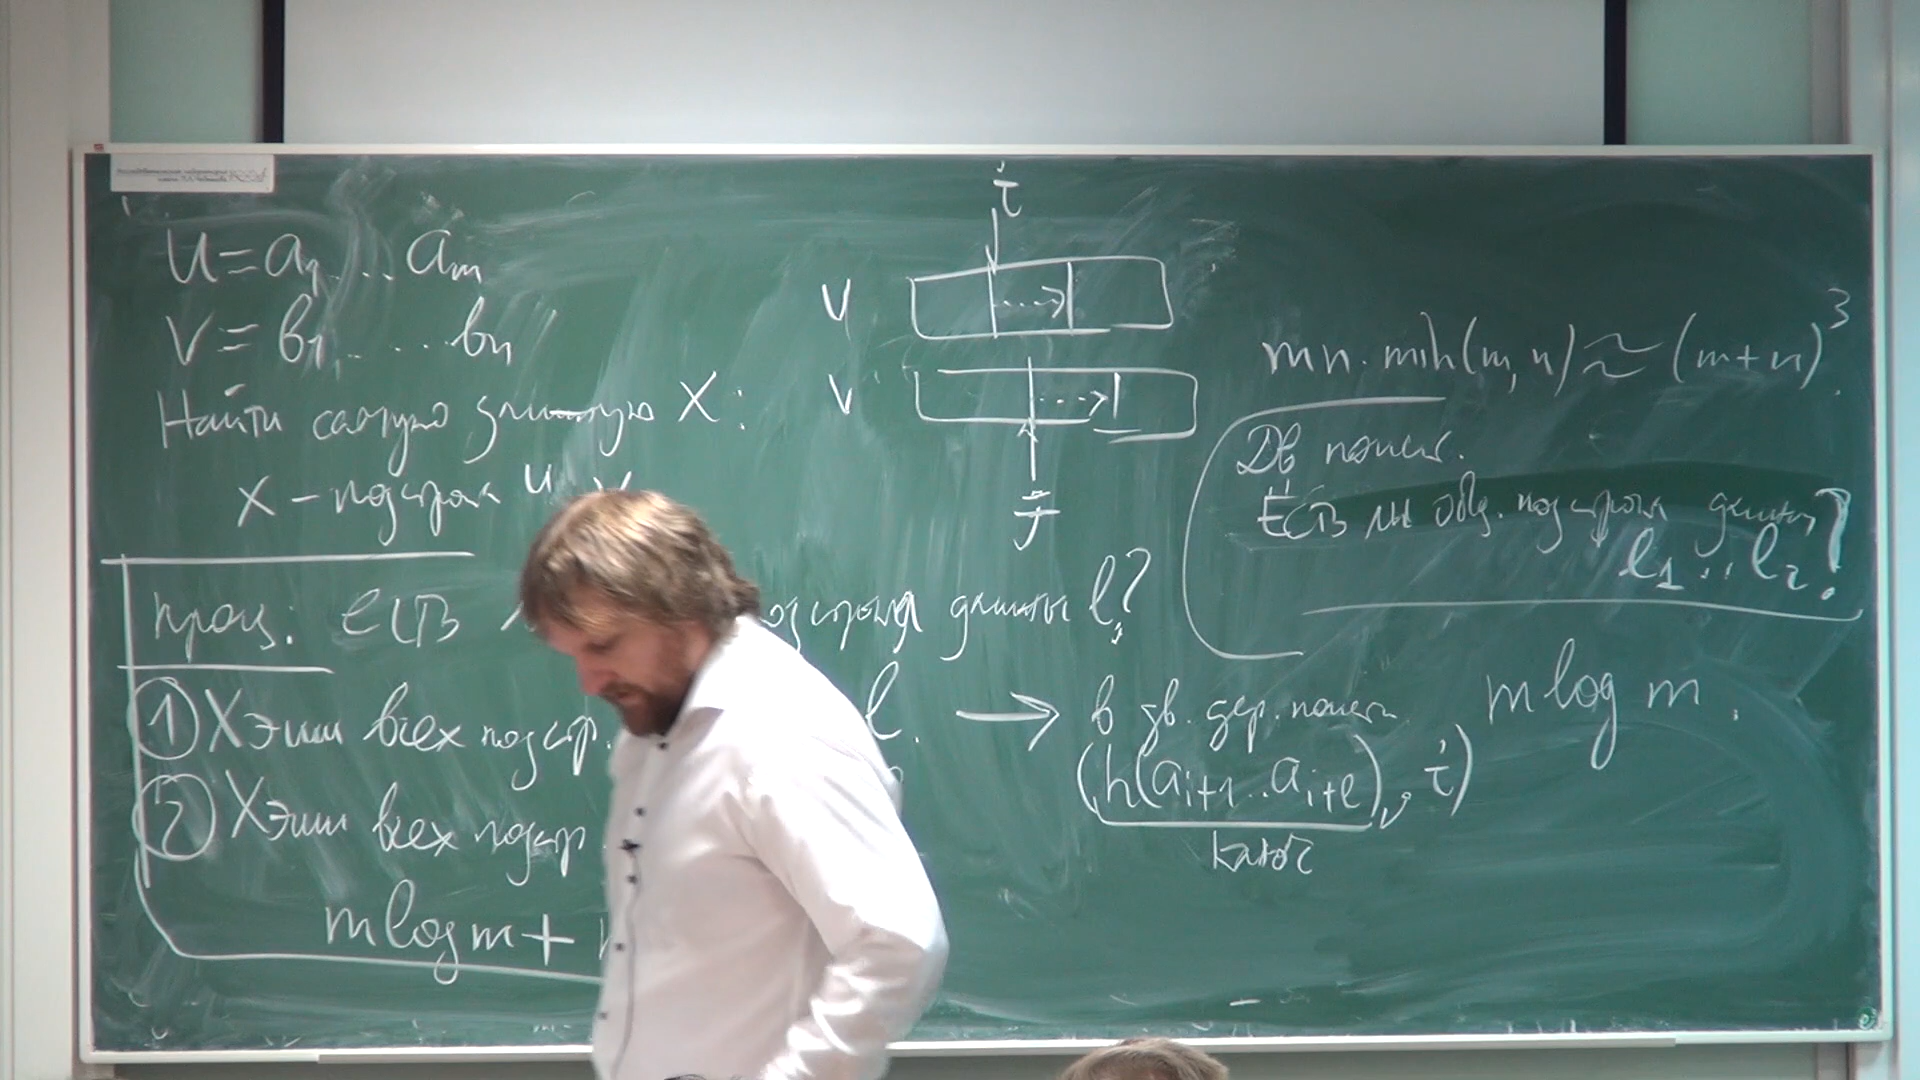 u = a₁ ... aₘ
v = b₁ ..... bₙ
Найти самую длинную x:
x – подстрока u, v
i
u
v
j
mn · min(m, n) ≈ (m+n)³.
Дв поиск.
Есть ли общ. подстрока длины
l₁ .. l₂?
проц: есть подстрока длины l?
① Хэши всех подстр. l. → в дв. дер. поиска m log m.
(h(aᵢ₊₁..aᵢ₊ₗ), i)
② Хэши всех подстр.
ключ
m log m +